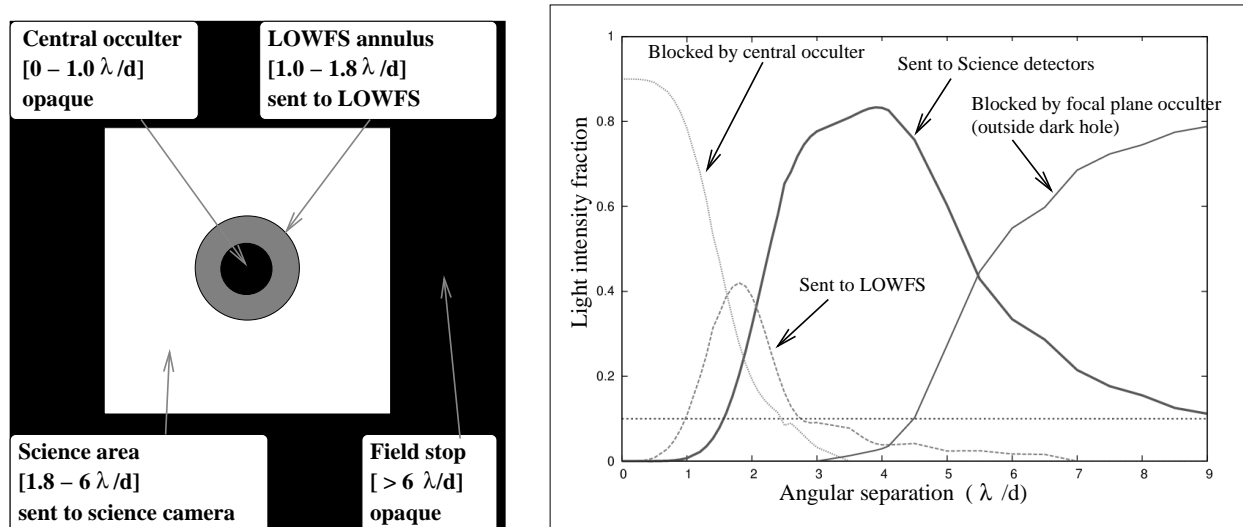 Central occulter
[0 – 1.0 λ /d]
opaque
LOWFS annulus
[1.0 – 1.8 λ /d]
sent to LOWFS
Science area
[1.8 – 6 λ /d]
sent to science camera
Field stop
[ > 6 λ/d]
opaque
Blocked by central occulter
Sent to Science detectors
Blocked by focal plane occulter
(outside dark hole)
Sent to LOWFS
Light intensity fraction
1
0.8
0.6
0.4
0.2
0
0 1 2 3 4 5 6 7 8 9
Angular separation ( λ /d)